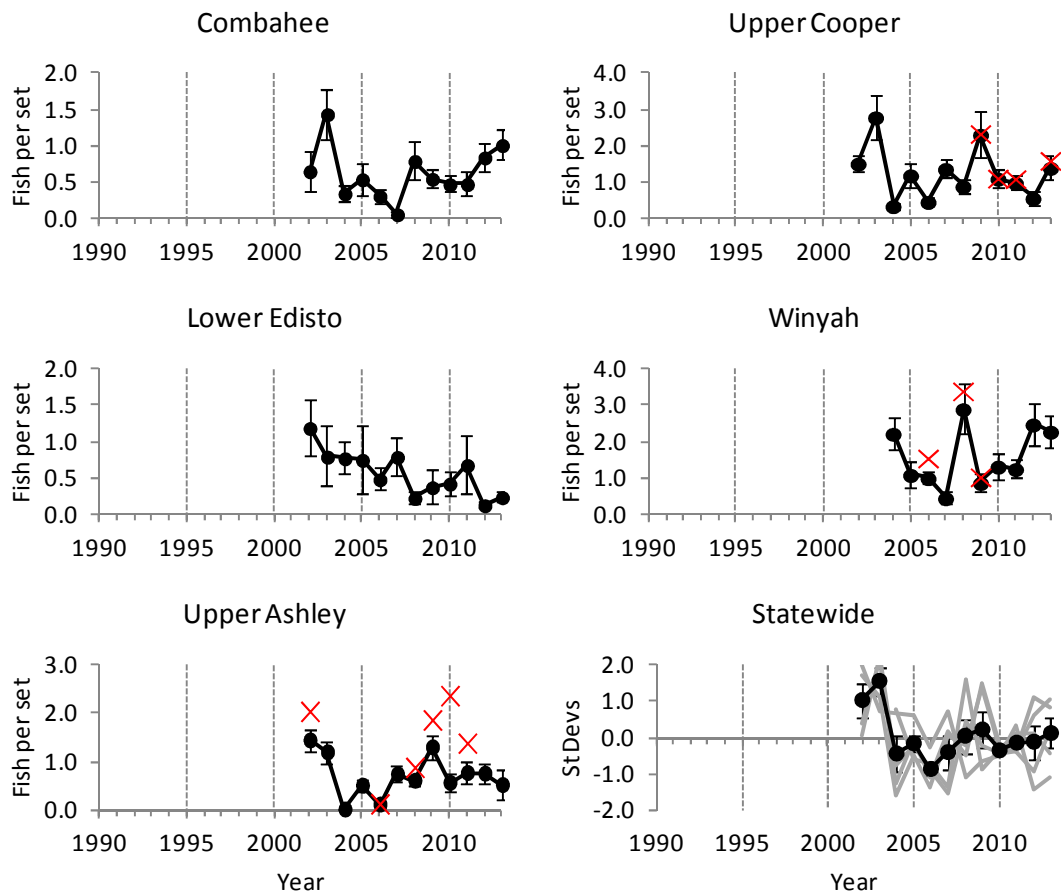 Combahee
Fish per set
2.0
1.5
1.0
0.5
0.0
1990 1995 2000 2005 2010
Upper Cooper
Fish per set
4.0
3.0
2.0
1.0
0.0
1990 1995 2000 2005 2010
Lower Edisto
Fish per set
2.0
1.5
1.0
0.5
0.0
1990 1995 2000 2005 2010
Winyah
Fish per set
4.0
3.0
2.0
1.0
0.0
1990 1995 2000 2005 2010
Upper Ashley
Fish per set
3.0
2.0
1.0
0.0
1990 1995 2000 2005 2010
Year
Statewide
St Devs
2.0
1.0
0.0
-1.0
-2.0
1990 1995 2000 2005 2010
Year